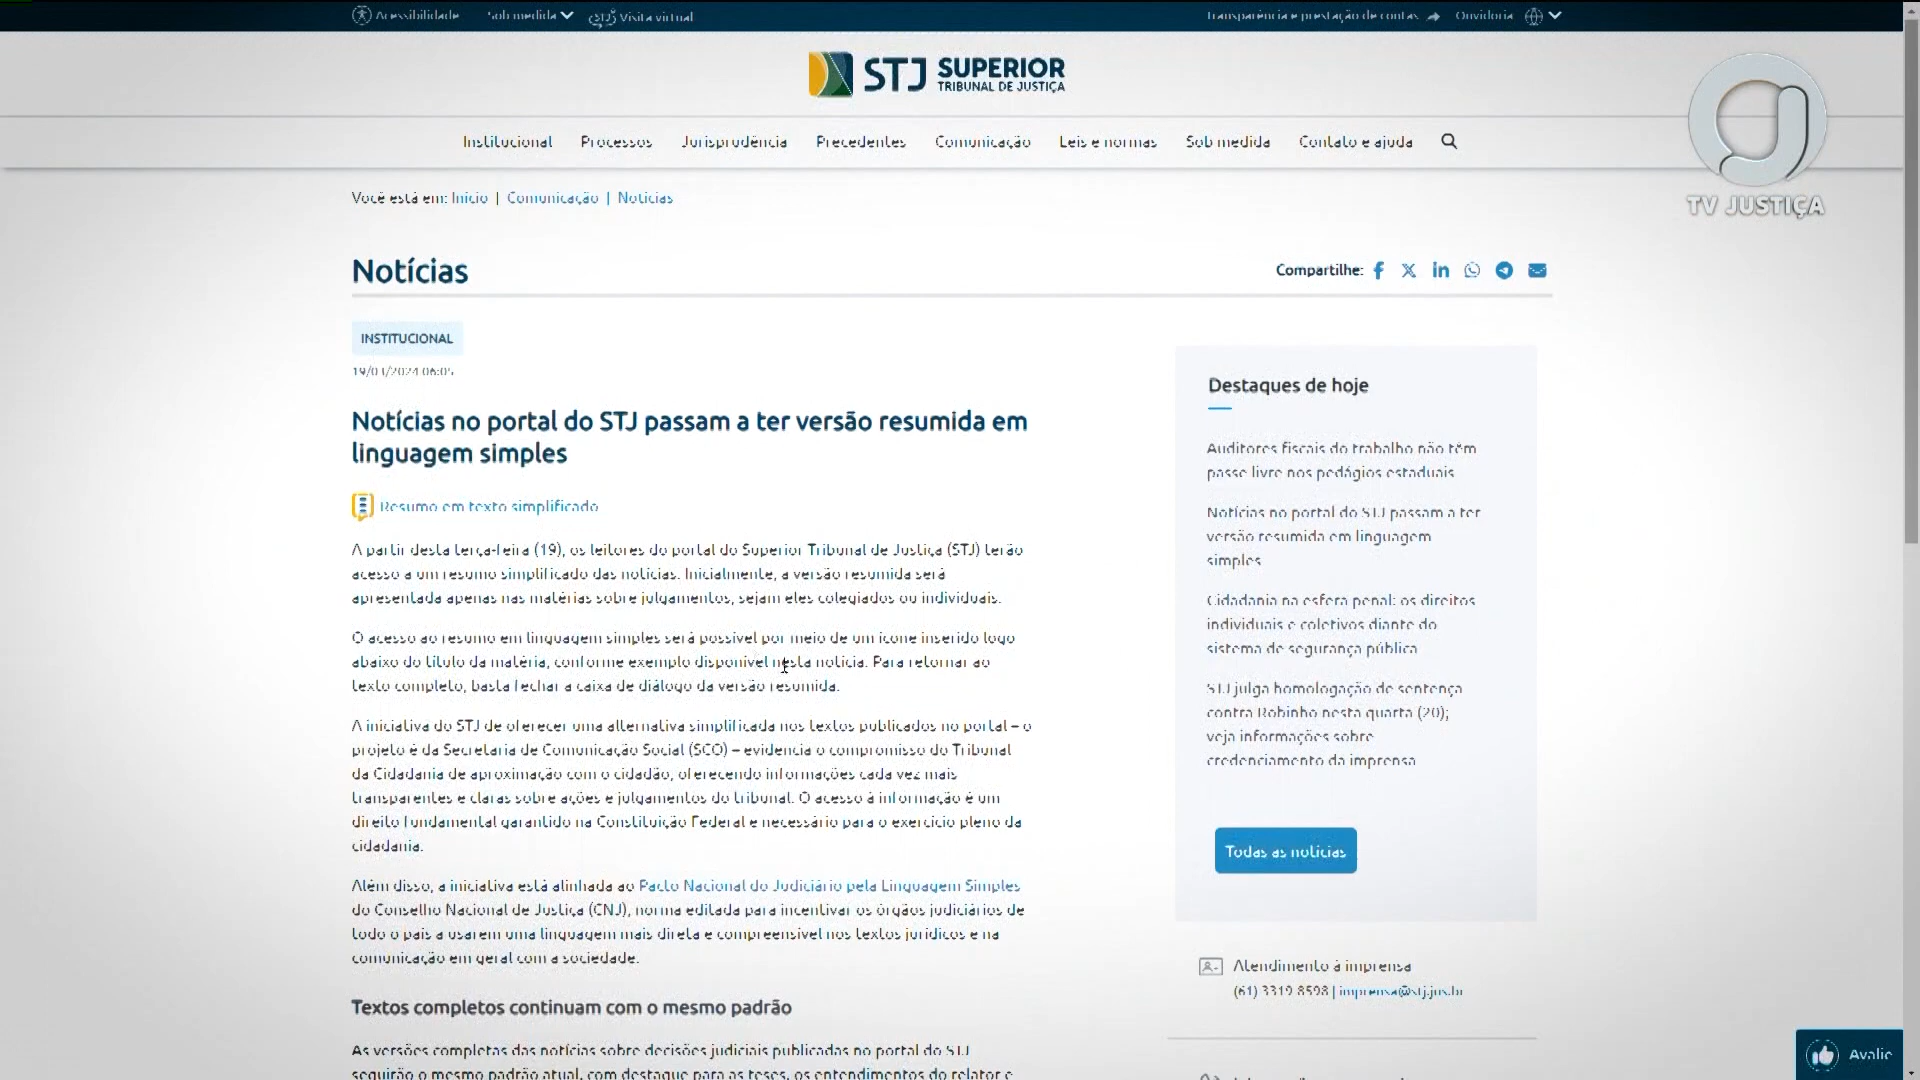 Acessibilidade Sob medida Visita virtual Transparência e prestação de contas Ouvidoria
STJ SUPERIOR
TRIBUNAL DE JUSTIÇA
Institucional Processos Jurisprudência Precedentes Comunicação Leis e normas Sob medida Contato e ajuda
TV JUSTIÇA
Você está em: Início | Comunicação | Notícias
Notícias
Compartilhe:
INSTITUCIONAL
19/03/2024 06:05
Notícias no portal do STJ passam a ter versão resumida em
linguagem simples
Resumo em texto simplificado
A partir desta terça-feira (19), os leitores do portal do Superior Tribunal de Justiça (STJ) terão
acesso a um resumo simplificado das notícias. Inicialmente, a versão resumida será
apresentada apenas nas matérias sobre julgamentos, sejam eles colegiados ou individuais.
O acesso ao resumo em linguagem simples será possível por meio de um ícone inserido logo
abaixo do título da matéria, conforme exemplo disponível nesta notícia. Para retornar ao
texto completo, basta fechar a caixa de diálogo da versão resumida.
A iniciativa do STJ de oferecer uma alternativa simplificada nos textos publicados no portal – o
projeto é da Secretaria de Comunicação Social (SCO) – evidencia o compromisso do Tribunal
da Cidadania de aproximação com o cidadão, oferecendo informações cada vez mais
transparentes e claras sobre ações e julgamentos do tribunal. O acesso à informação é um
direito fundamental garantido na Constituição Federal e necessário para o exercício pleno da
cidadania.
Além disso, a iniciativa está alinhada ao Pacto Nacional do Judiciário pela Linguagem Simples
do Conselho Nacional de Justiça (CNJ), norma editada para incentivar os órgãos judiciários de
todo o país a usarem uma linguagem mais direta e compreensível nos textos jurídicos e na
comunicação em geral com a sociedade.
Textos completos continuam com o mesmo padrão
As versões completas das notícias sobre decisões judiciais publicadas no portal do STJ
seguirão o mesmo padrão atual, com destaque para as teses, os entendimentos do relator e
Destaques de hoje
Auditores fiscais do trabalho não têm
passe livre nos pedágios estaduais
Notícias no portal do STJ passam a ter
versão resumida em linguagem
simples
Cidadania na esfera penal: os direitos
individuais e coletivos diante do
sistema de segurança pública
STJ julga homologação de sentença
contra Robinho nesta quarta (20);
veja informações sobre
credenciamento da imprensa
Todas as notícias
Atendimento à imprensa
(61) 3319-8598 | imprensa@stj.jus.br
Avalie